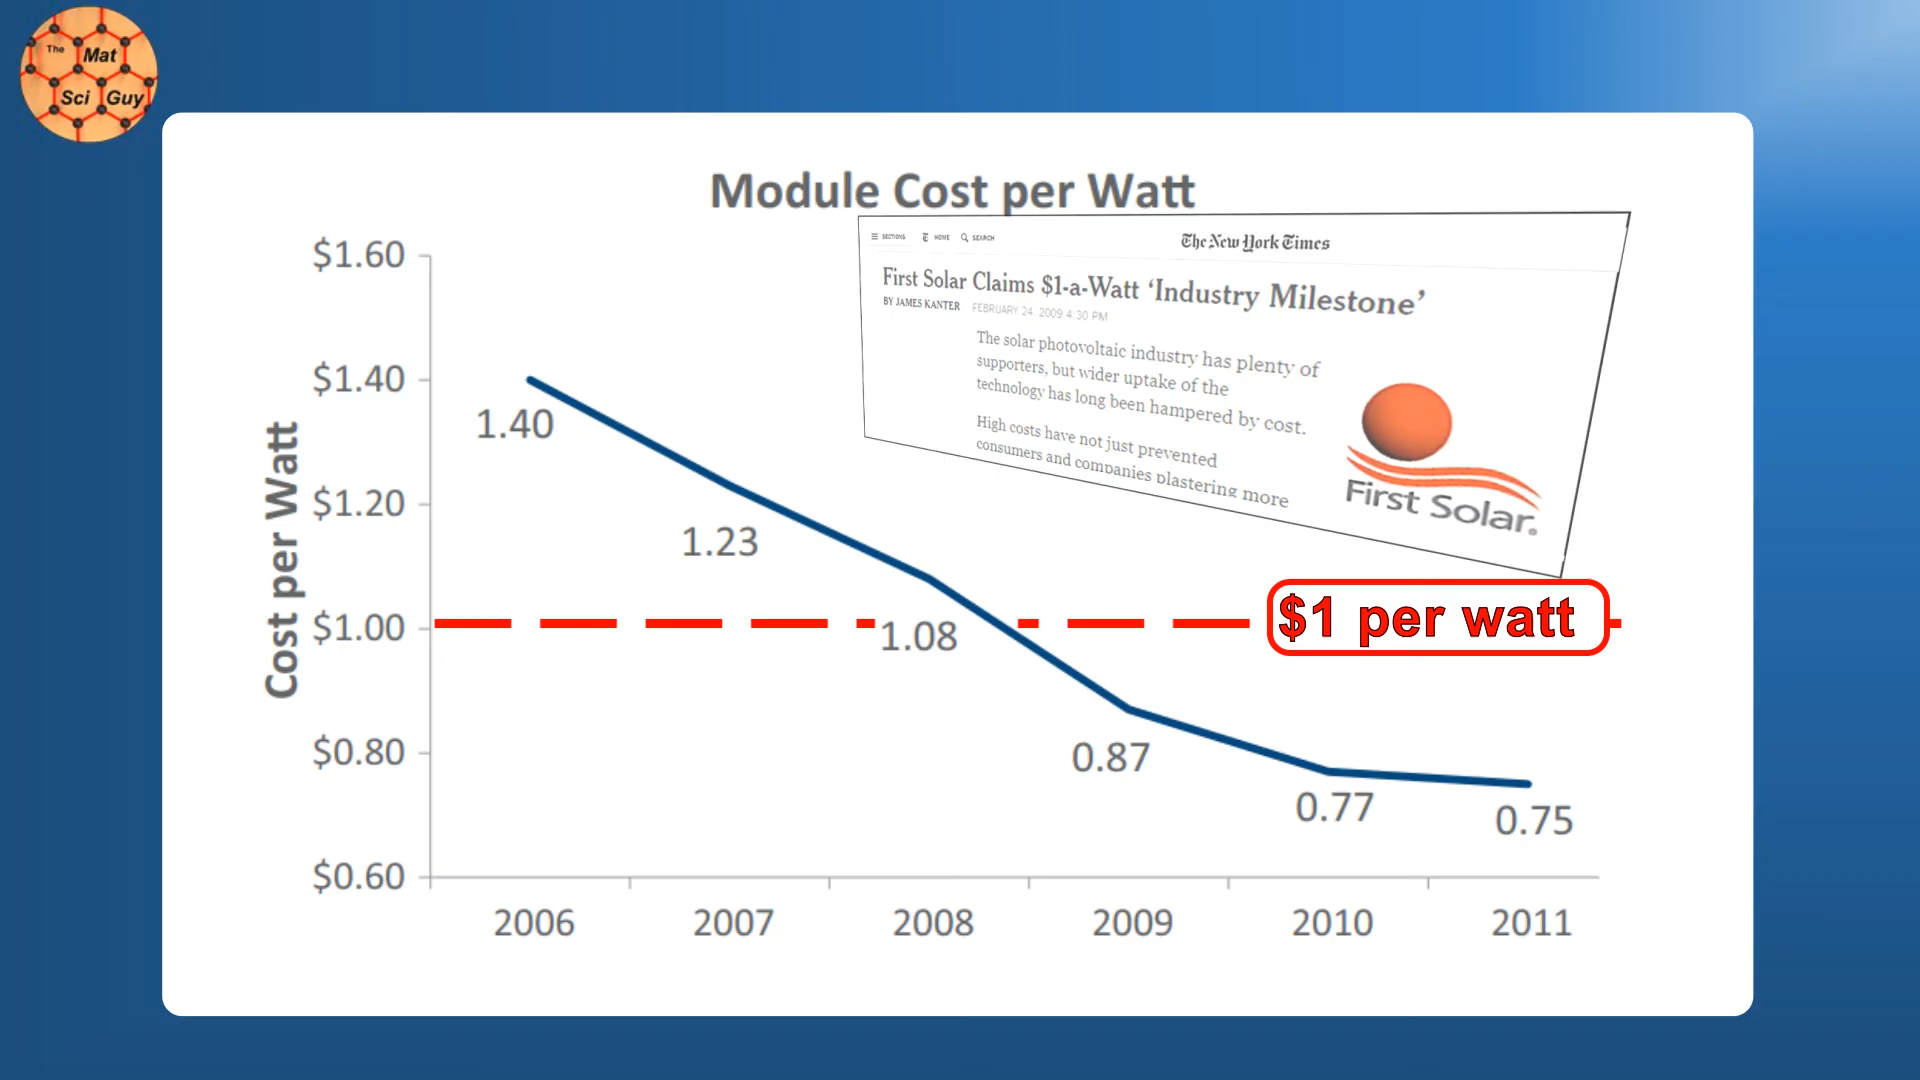 The
Mat
Sci Guy
Module Cost per Watt
SECTIONS HOME SEARCH
The New York Times
First Solar Claims $1-a-Watt ‘Industry Milestone’
BY JAMES KANTER FEBRUARY 24, 2009 4:30 PM
The solar photovoltaic industry has plenty of
supporters, but wider uptake of the
technology has long been hampered by cost.
High costs have not just prevented
consumers and companies plastering more
First Solar.
Cost per Watt
$1.60
$1.40
$1.20
$1.00
$0.80
$0.60
1.40
1.23
1.08
0.87
0.77
0.75
$1 per watt
2006 2007 2008 2009 2010 2011